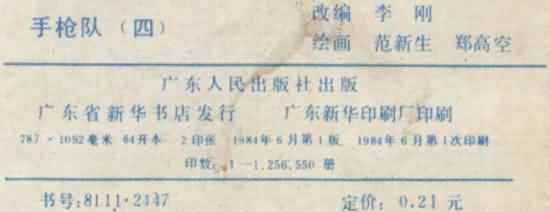 手枪队（四）
改编 李 刚
绘画 范新生 郑高空
广东人民出版社出版
广东省新华书店发行 广东新华印刷厂印刷
787×1092毫米 64开本 2印张 1984年6月第1版 1984年6月第1次印刷
印数：1—1,256,550 册
书号:8111·2447 定价: 0.21 元